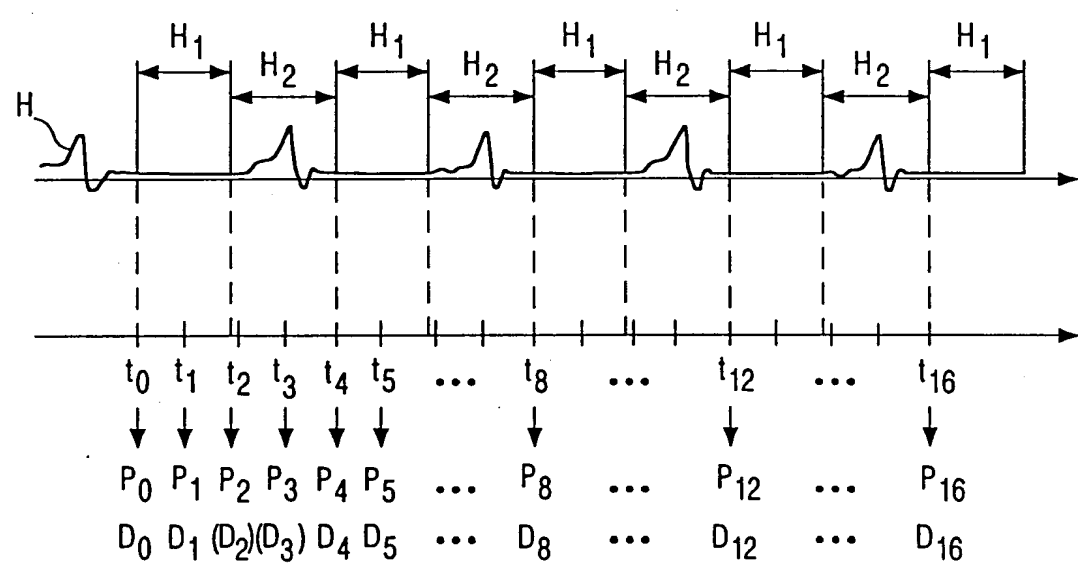 H₁ H₁ H₁ H₁ H₁
H₂ H₂ H₂ H₂
H
t₀ t₁ t₂ t₃ t₄ t₅ ... t₈ ... t₁₂ ... t₁₆
P₀ P₁ P₂ P₃ P₄ P₅ ... P₈ ... P₁₂ ... P₁₆
D₀ D₁ (D₂)(D₃) D₄ D₅ ... D₈ ... D₁₂ ... D₁₆